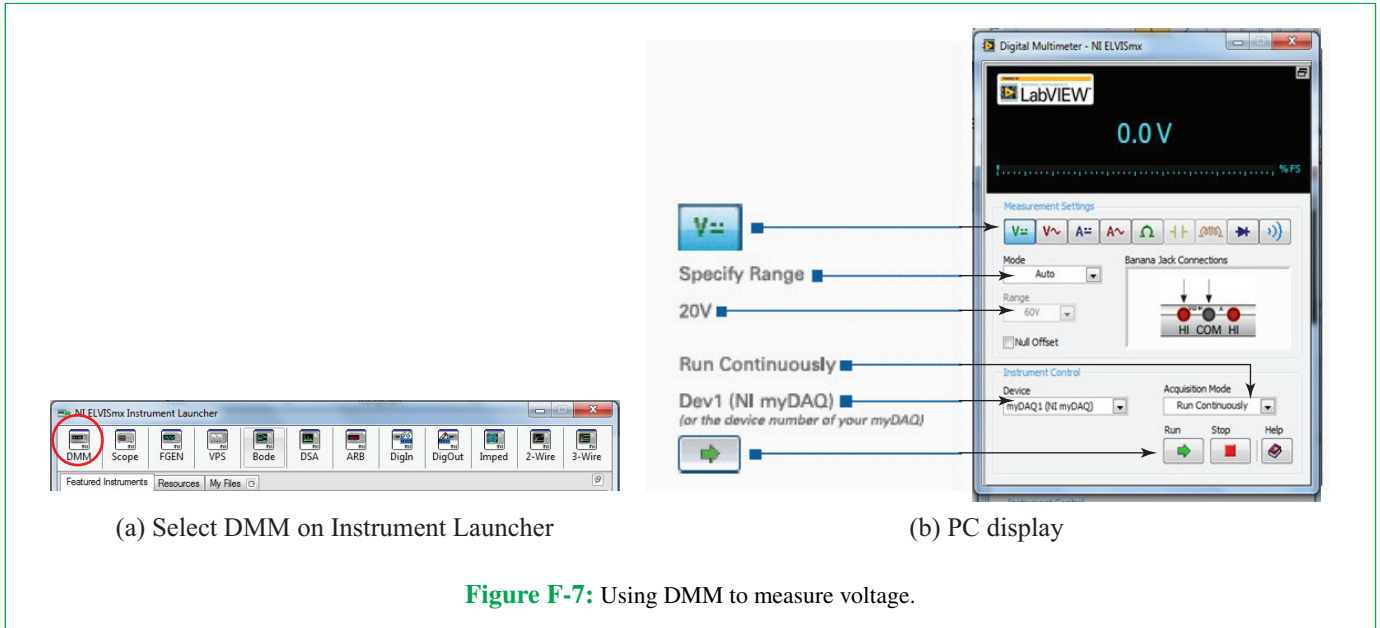 NI ELVISmx Instrument Launcher
DMM Scope FGEN VPS Bode DSA ARB DigIn DigOut Imped 2-Wire 3-Wire
Featured Instruments Resources My Files
(a) Select DMM on Instrument Launcher
V
Specify Range
20V
Run Continuously
Dev1 (NI myDAQ)
(or the device number of your myDAQ)
Digital Multimeter - NI ELVISmx
LabVIEW
0.0 V
% FS
Measurement Settings
V V A A Ω
Mode
Auto
Banana Jack Connections
Range
60V
HI COM HI
Null Offset
Instrument Control
Device
myDAQ1 (NI myDAQ)
Acquisition Mode
Run Continuously
Run Stop Help
(b) PC display
Figure F-7: Using DMM to measure voltage.